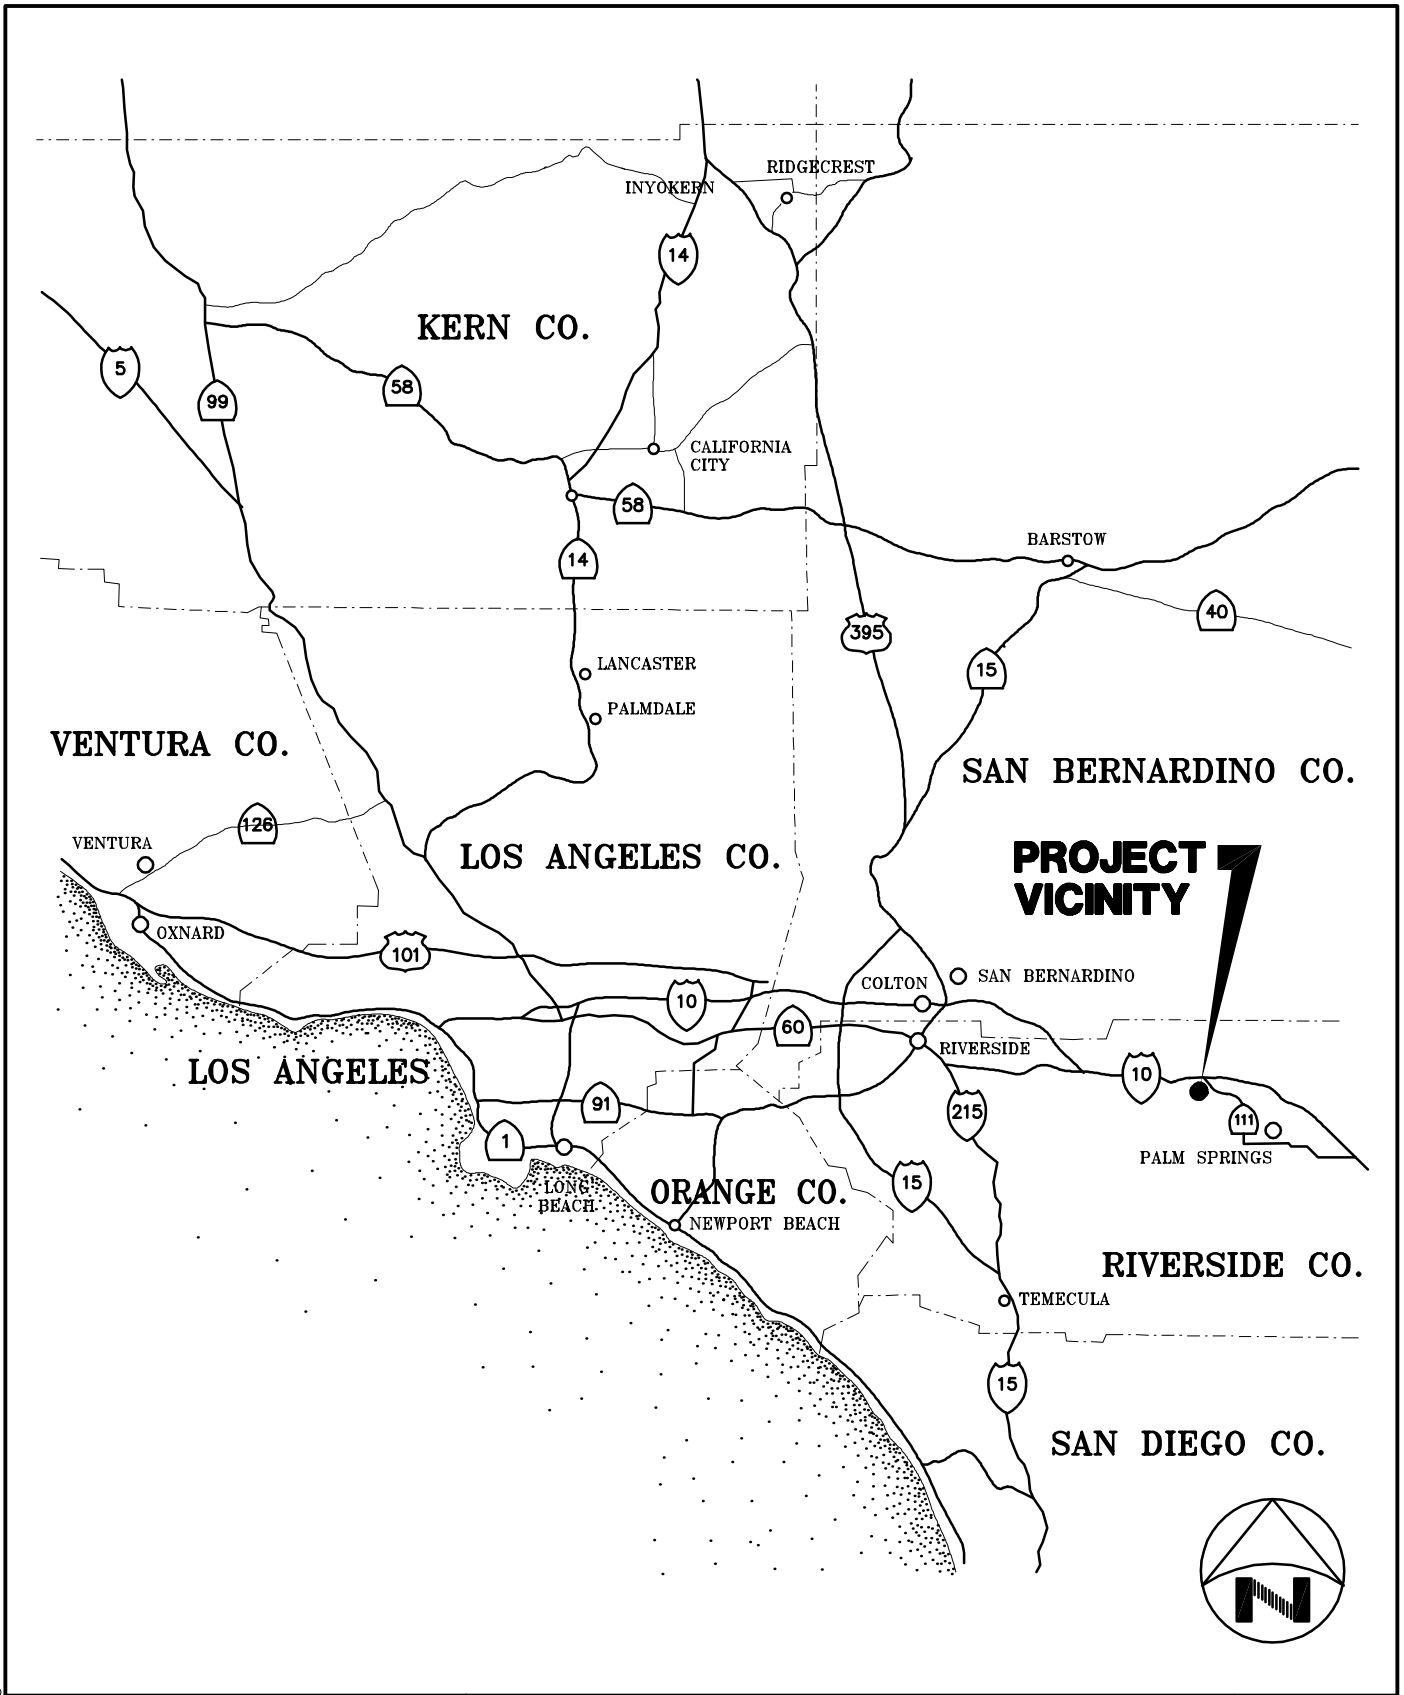 RIDGECREST
INYOKERN
14
KERN CO.
5
58
99
CALIFORNIA
CITY
58
BARSTOW
14
40
395
LANCASTER
15
PALMDALE
VENTURA CO.
SAN BERNARDINO CO.
126
VENTURA
LOS ANGELES CO.
PROJECT
VICINITY
OXNARD
101
COLTON
SAN BERNARDINO
10
60
RIVERSIDE
LOS ANGELES
10
91
215
111
1
PALM SPRINGS
15
LONG
BEACH
ORANGE CO.
NEWPORT BEACH
RIVERSIDE CO.
TEMECULA
15
SAN DIEGO CO.
N